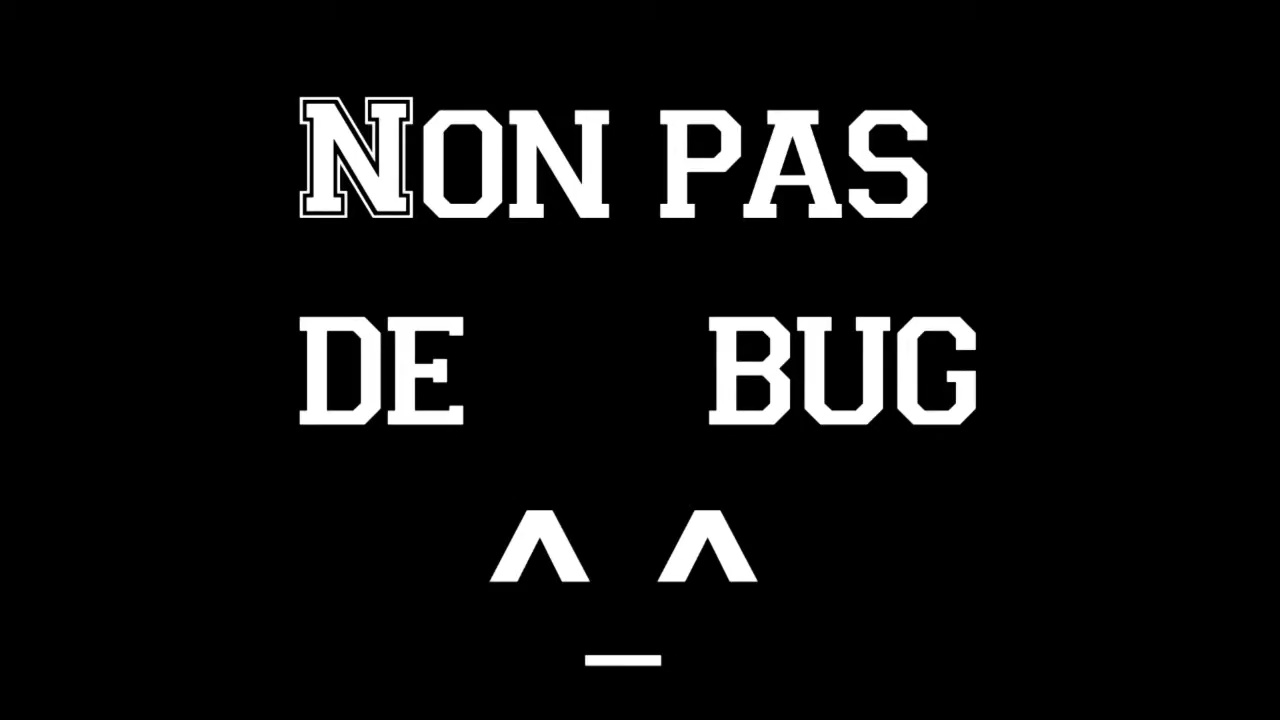 Non pas
de bug
^ ^
_